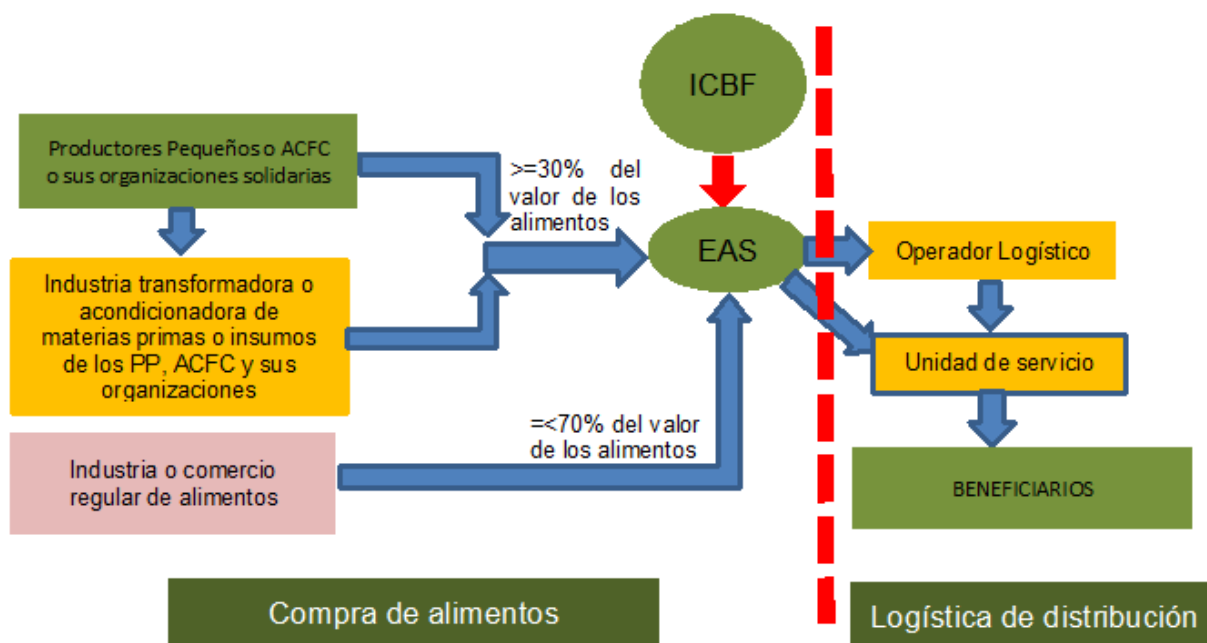 ICBF
Productores Pequeños o ACFC
o sus organizaciones solidarias
>=30% del
valor de los
alimentos
EAS
Operador Logístico
Industria transformadora o
acondicionadora de
materias primas o insumos
de los PP, ACFC y sus
organizaciones
Unidad de servicio
=<70% del valor
de los alimentos
Industria o comercio
regular de alimentos
BENEFICIARIOS
Compra de alimentos
Logística de distribución